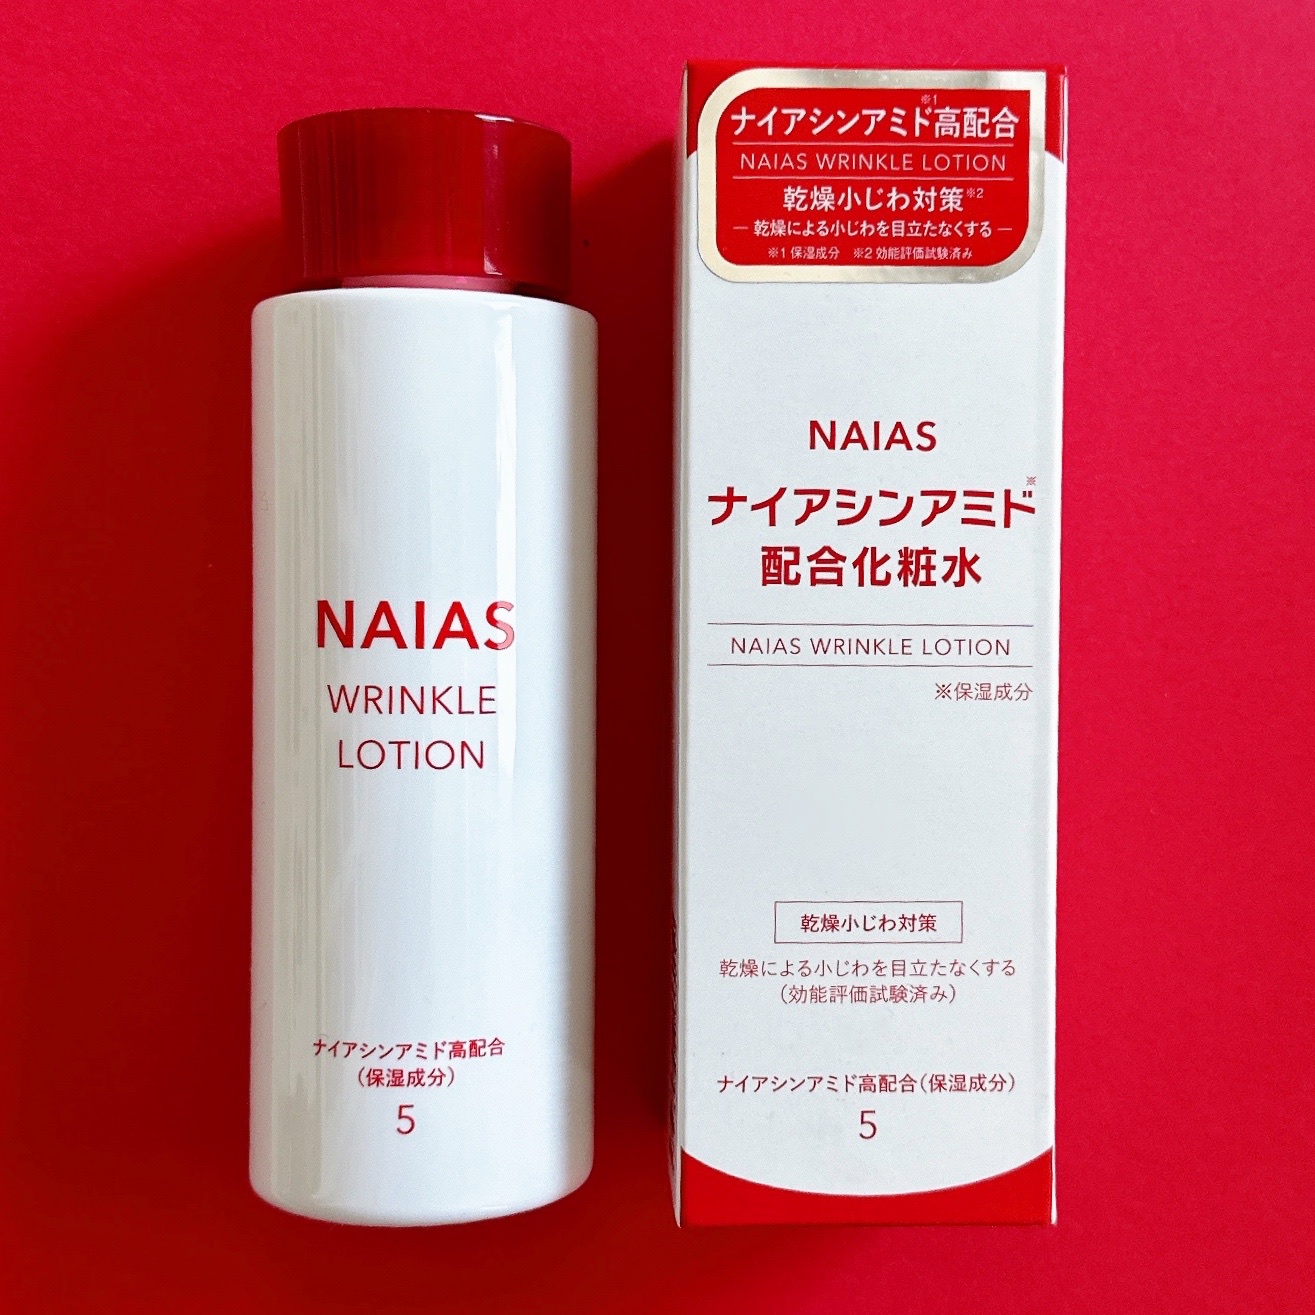 NAIAS
WRINKLE
LOTION
ナイアシンアミド高配合
（保湿成分）
5
ナイアシンアミド※1高配合
NAIAS WRINKLE LOTION
乾燥小じわ対策※2
― 乾燥による小じわを目立たなくする ―
※1 保湿成分　※2 効能評価試験済み
NAIAS
ナイアシンアミド※
配合化粧水
NAIAS WRINKLE LOTION
※保湿成分
乾燥小じわ対策
乾燥による小じわを目立たなくする
（効能評価試験済み）
ナイアシンアミド高配合（保湿成分）
5